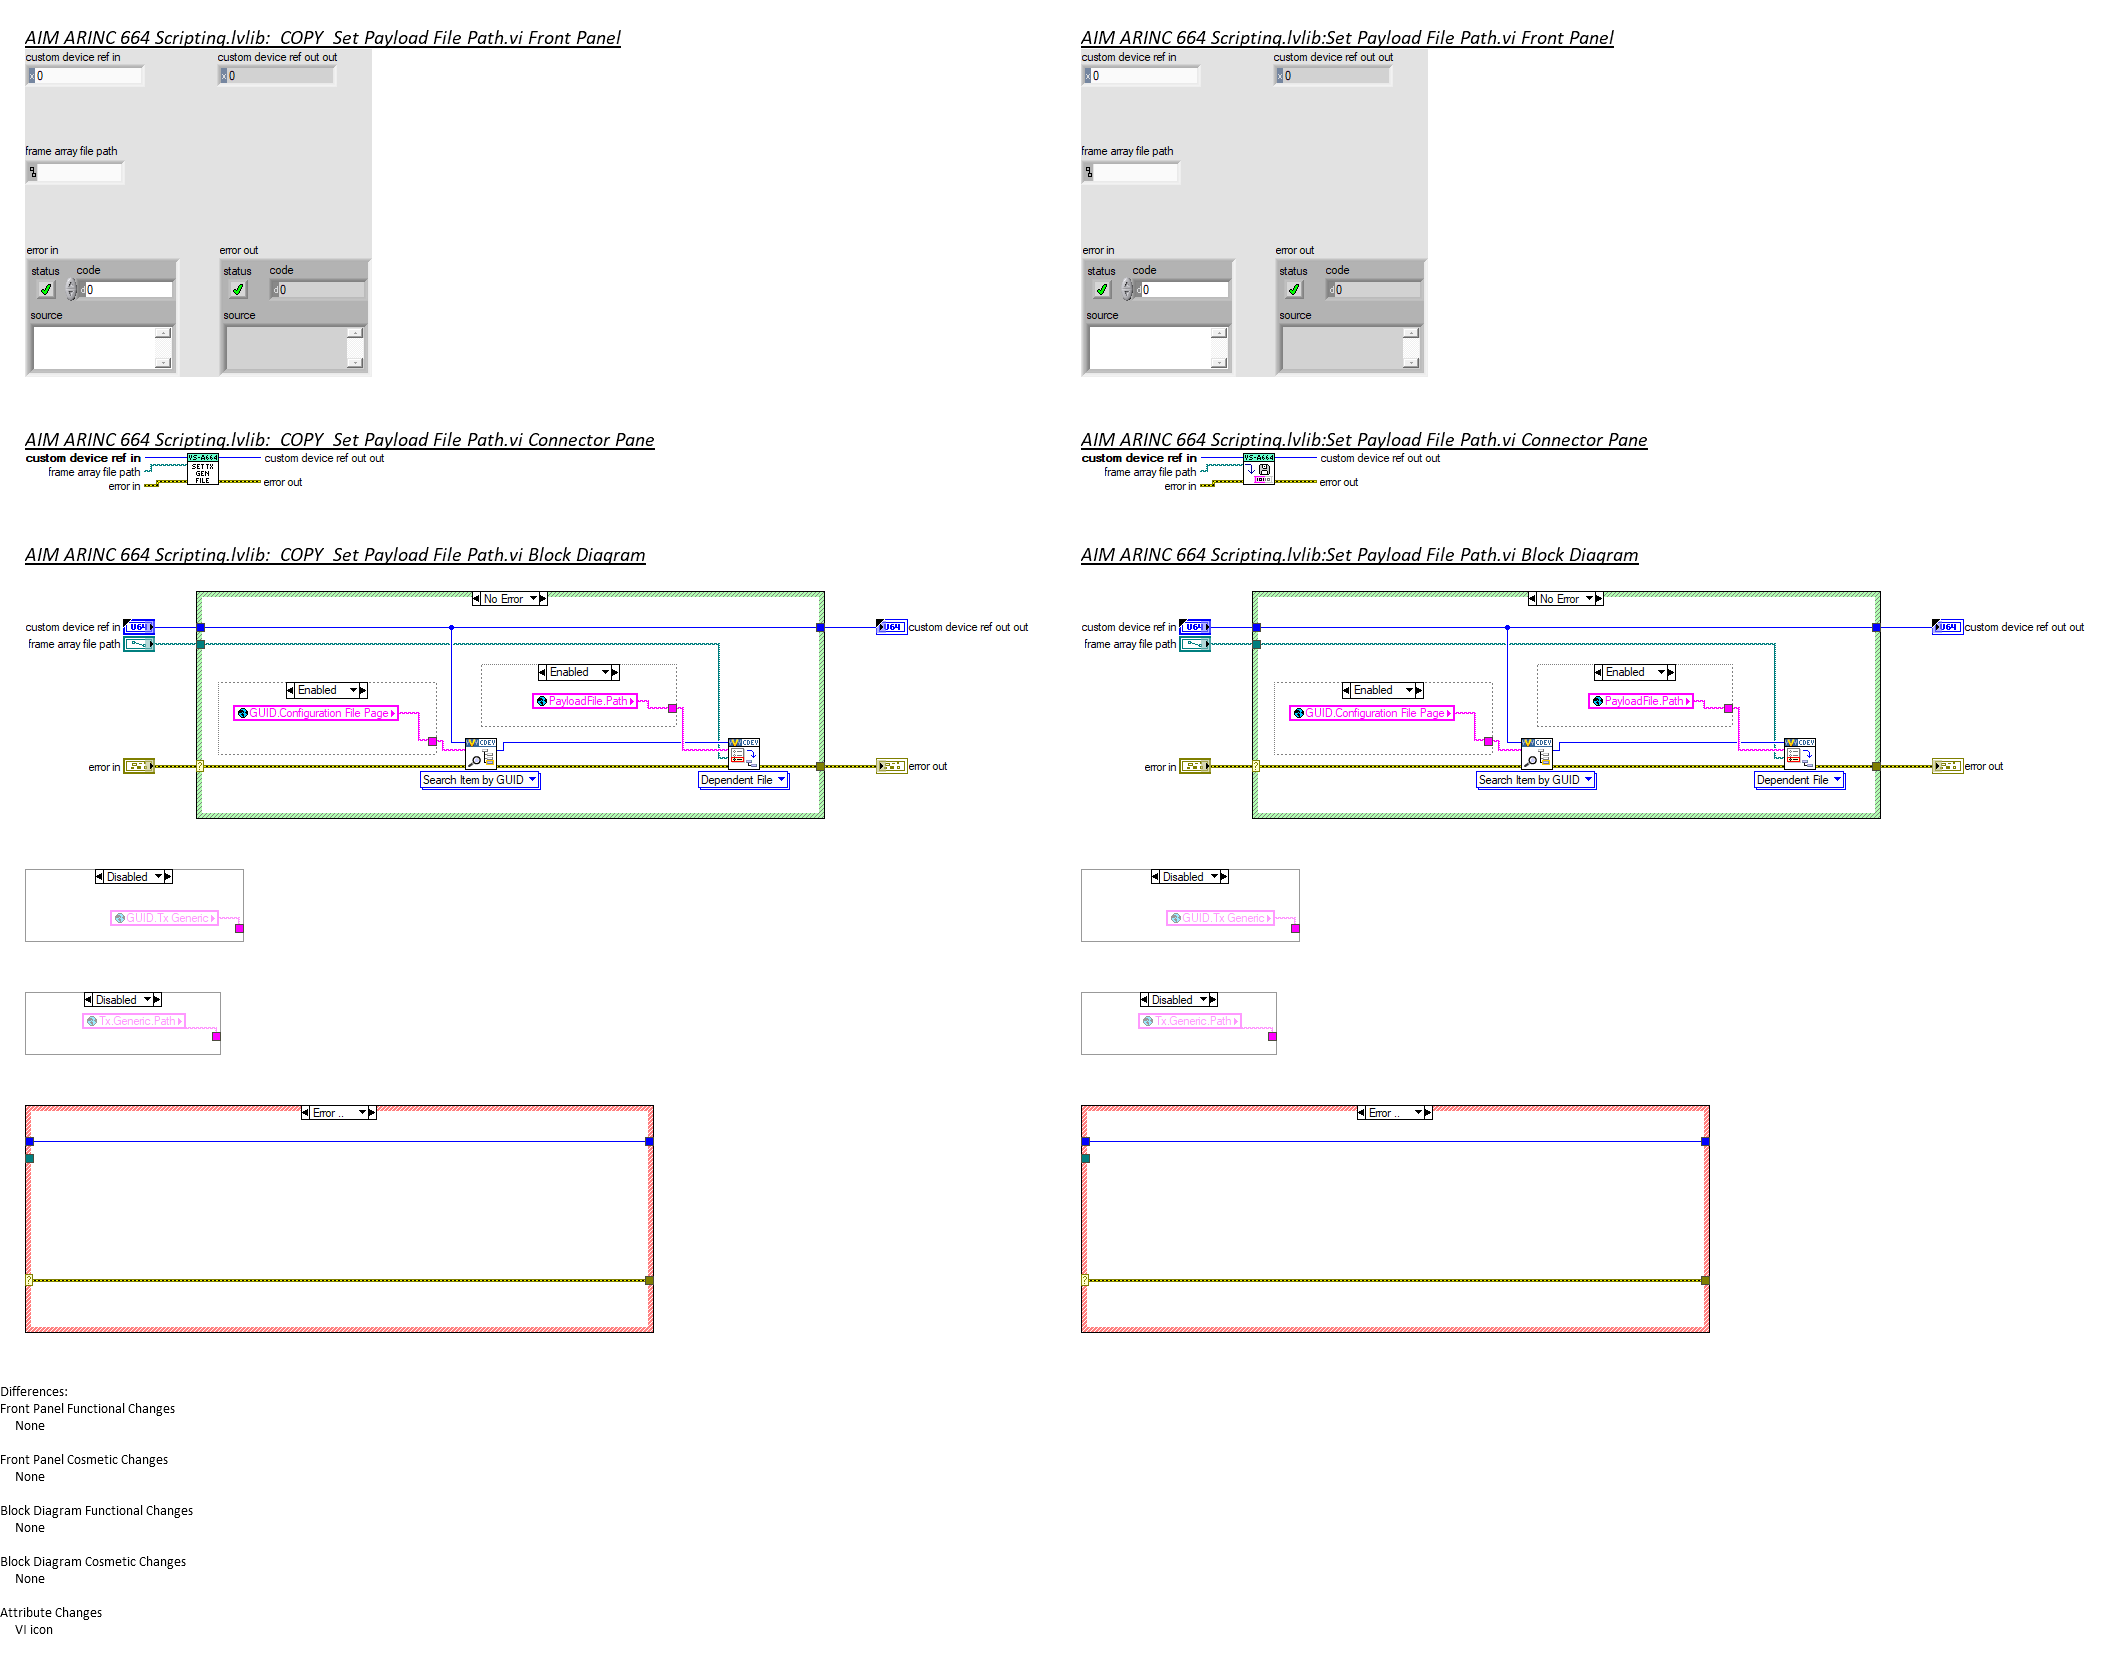 AIM ARINC 664 Scripting.lvlib:  COPY  Set Payload File Path.vi Front Panel
custom device ref in
custom device ref out out
x 0
x 0
frame array file path
error in
error out
status
code
status
code
d 0
d 0
source
source
AIM ARINC 664 Scripting.lvlib:  COPY  Set Payload File Path.vi Connector Pane
custom device ref in
VS-A664
custom device ref out out
frame array file path
SET TX
GEN
FILE
error in
error out
AIM ARINC 664 Scripting.lvlib:  COPY  Set Payload File Path.vi Block Diagram
No Error
custom device ref in
U64
U64
custom device ref out out
frame array file path
Enabled
Enabled
PayloadFile.Path
GUID.Configuration File Page
CDEV
CDEV
error in
?
error out
Search Item by GUID
Dependent File
Disabled
GUID.Tx Generic
Disabled
Tx.Generic.Path
Error ..
?
AIM ARINC 664 Scripting.lvlib:Set Payload File Path.vi Front Panel
custom device ref in
custom device ref out out
x 0
x 0
frame array file path
error in
error out
status
code
status
code
d 0
d 0
source
source
AIM ARINC 664 Scripting.lvlib:Set Payload File Path.vi Connector Pane
custom device ref in
VS-A664
custom device ref out out
frame array file path
error in
error out
AIM ARINC 664 Scripting.lvlib:Set Payload File Path.vi Block Diagram
No Error
custom device ref in
U64
U64
custom device ref out out
frame array file path
Enabled
Enabled
PayloadFile.Path
GUID.Configuration File Page
CDEV
CDEV
error in
?
error out
Search Item by GUID
Dependent File
Disabled
GUID.Tx Generic
Disabled
Tx.Generic.Path
Error ..
?
Differences:
Front Panel Functional Changes
None
Front Panel Cosmetic Changes
None
Block Diagram Functional Changes
None
Block Diagram Cosmetic Changes
None
Attribute Changes
VI icon